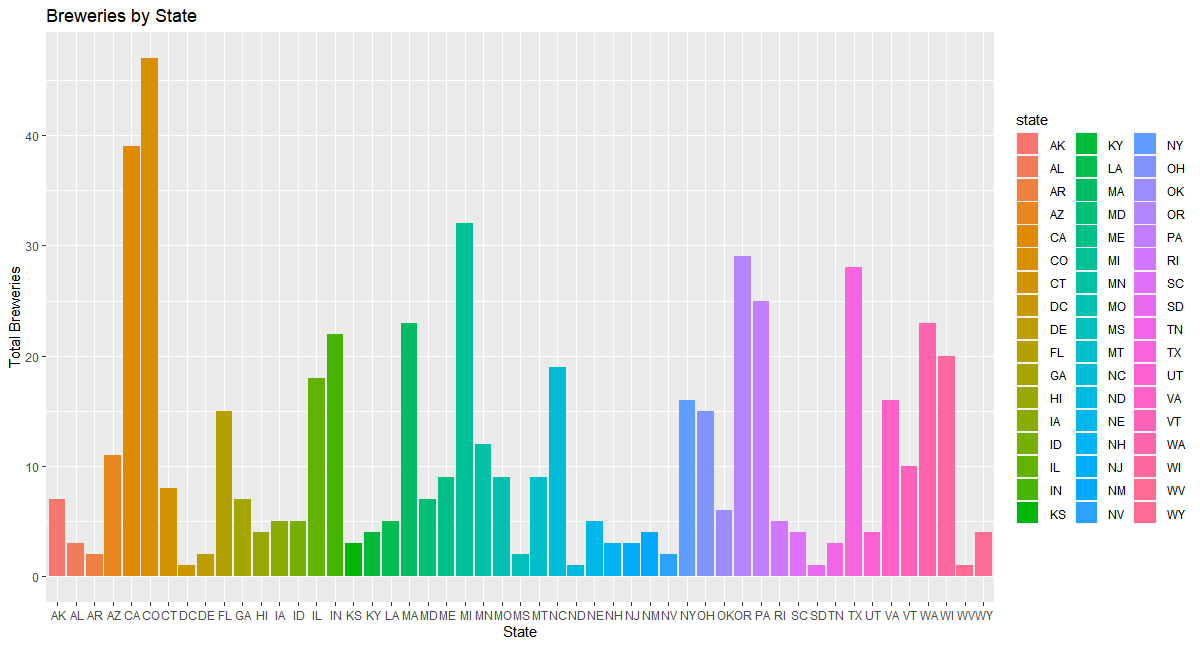 Breweries by State
Total Breweries
40
30
20
10
0
AK AL AR AZ CA CO CT DC DE FL GA HI IA ID IL IN KS KY LA MA MD ME MI MN MO MS MT NC ND NE NH NJ NM NV NY OH OK OR PA RI SC SD TN TX UT VA VT WA WI WV WY
State
state
AK KY NY
AL LA OH
AR MA OK
AZ MD OR
CA ME PA
CO MI RI
CT MN SC
DC MO SD
DE MS TN
FL MT TX
GA NC UT
HI ND VA
IA NE VT
ID NH WA
IL NJ WI
IN NM WV
KS NV WY